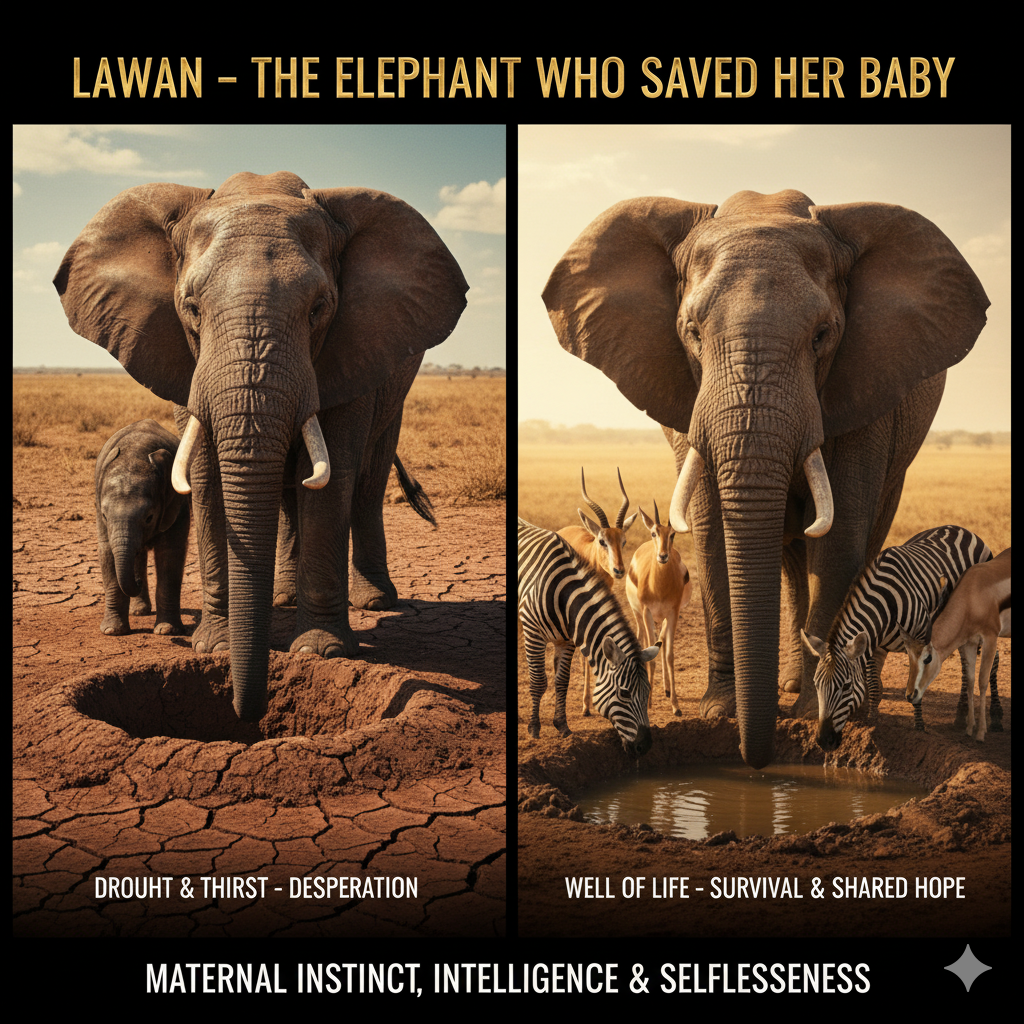 LAWAN – THE ELEPHANT WHO SAVED HER BABY
DROUHT & THIRST - DESPERATION
WELL OF LIFE - SURVIVAL & SHARED HOPE
MATERNAL INSTINCT, INTELLIGENCE & SELFLESENESS